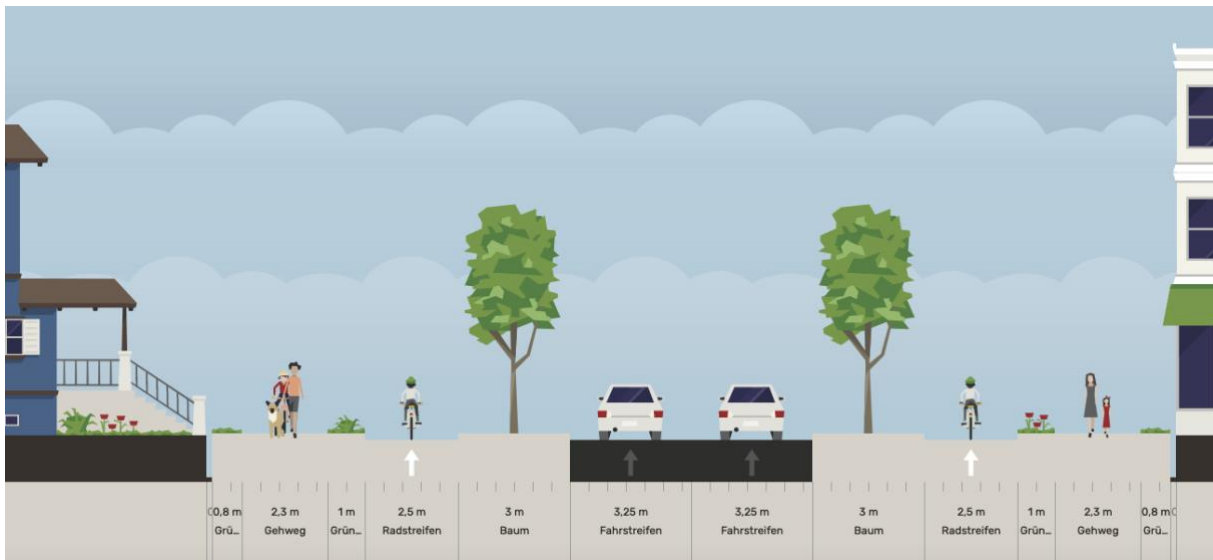 0,8 m
2,3 m
1 m
2,5 m
3 m
3,25 m
3,25 m
3 m
2,5 m
1 m
2,3 m
0,8 m
Grü...
Gehweg
Grün...
Radstreifen
Baum
Fahrstreifen
Fahrstreifen
Baum
Radstreifen
Grün...
Gehweg
Grü...